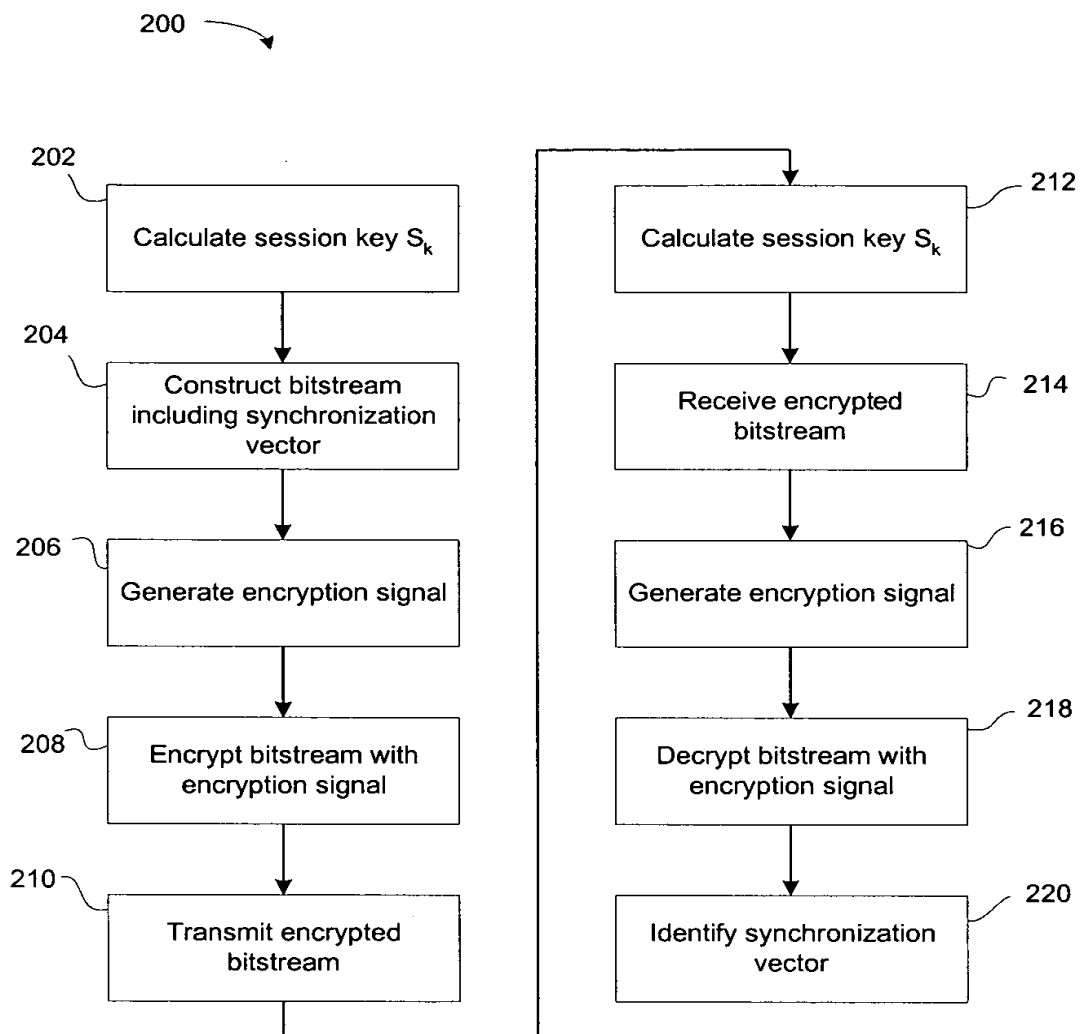 200
202
Calculate session key Sk
204
Construct bitstream
including synchronization
vector
206
Generate encryption signal
208
Encrypt bitstream with
encryption signal
210
Transmit encrypted
bitstream
212
Calculate session key Sk
214
Receive encrypted
bitstream
216
Generate encryption signal
218
Decrypt bitstream with
encryption signal
220
Identify synchronization
vector